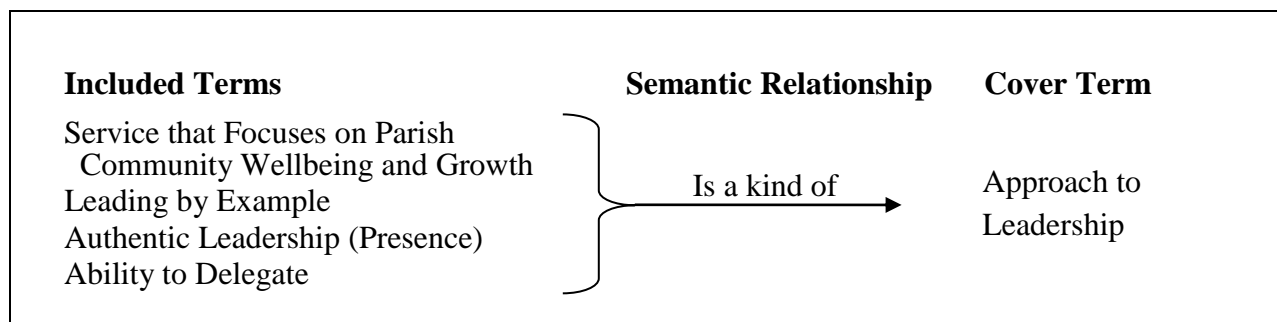 Included Terms Semantic Relationship Cover Term
Service that Focuses on Parish
Community Wellbeing and Growth
Leading by Example
Authentic Leadership (Presence)
Ability to Delegate
Is a kind of
Approach to
Leadership